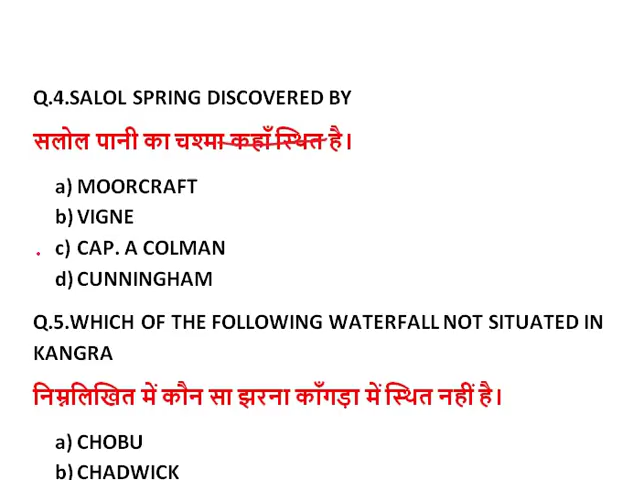 Q.4.SALOL SPRING DISCOVERED BY
सलोल पानी का चश्मा कहाँ स्थित है।
a) MOORCRAFT
b) VIGNE
c) CAP. A COLMAN
d) CUNNINGHAM
Q.5.WHICH OF THE FOLLOWING WATERFALL NOT SITUATED IN
KANGRA
निम्नलिखित में कौन सा झरना काँगड़ा में स्थित नहीं है।
a) CHOBU
b) CHADWICK